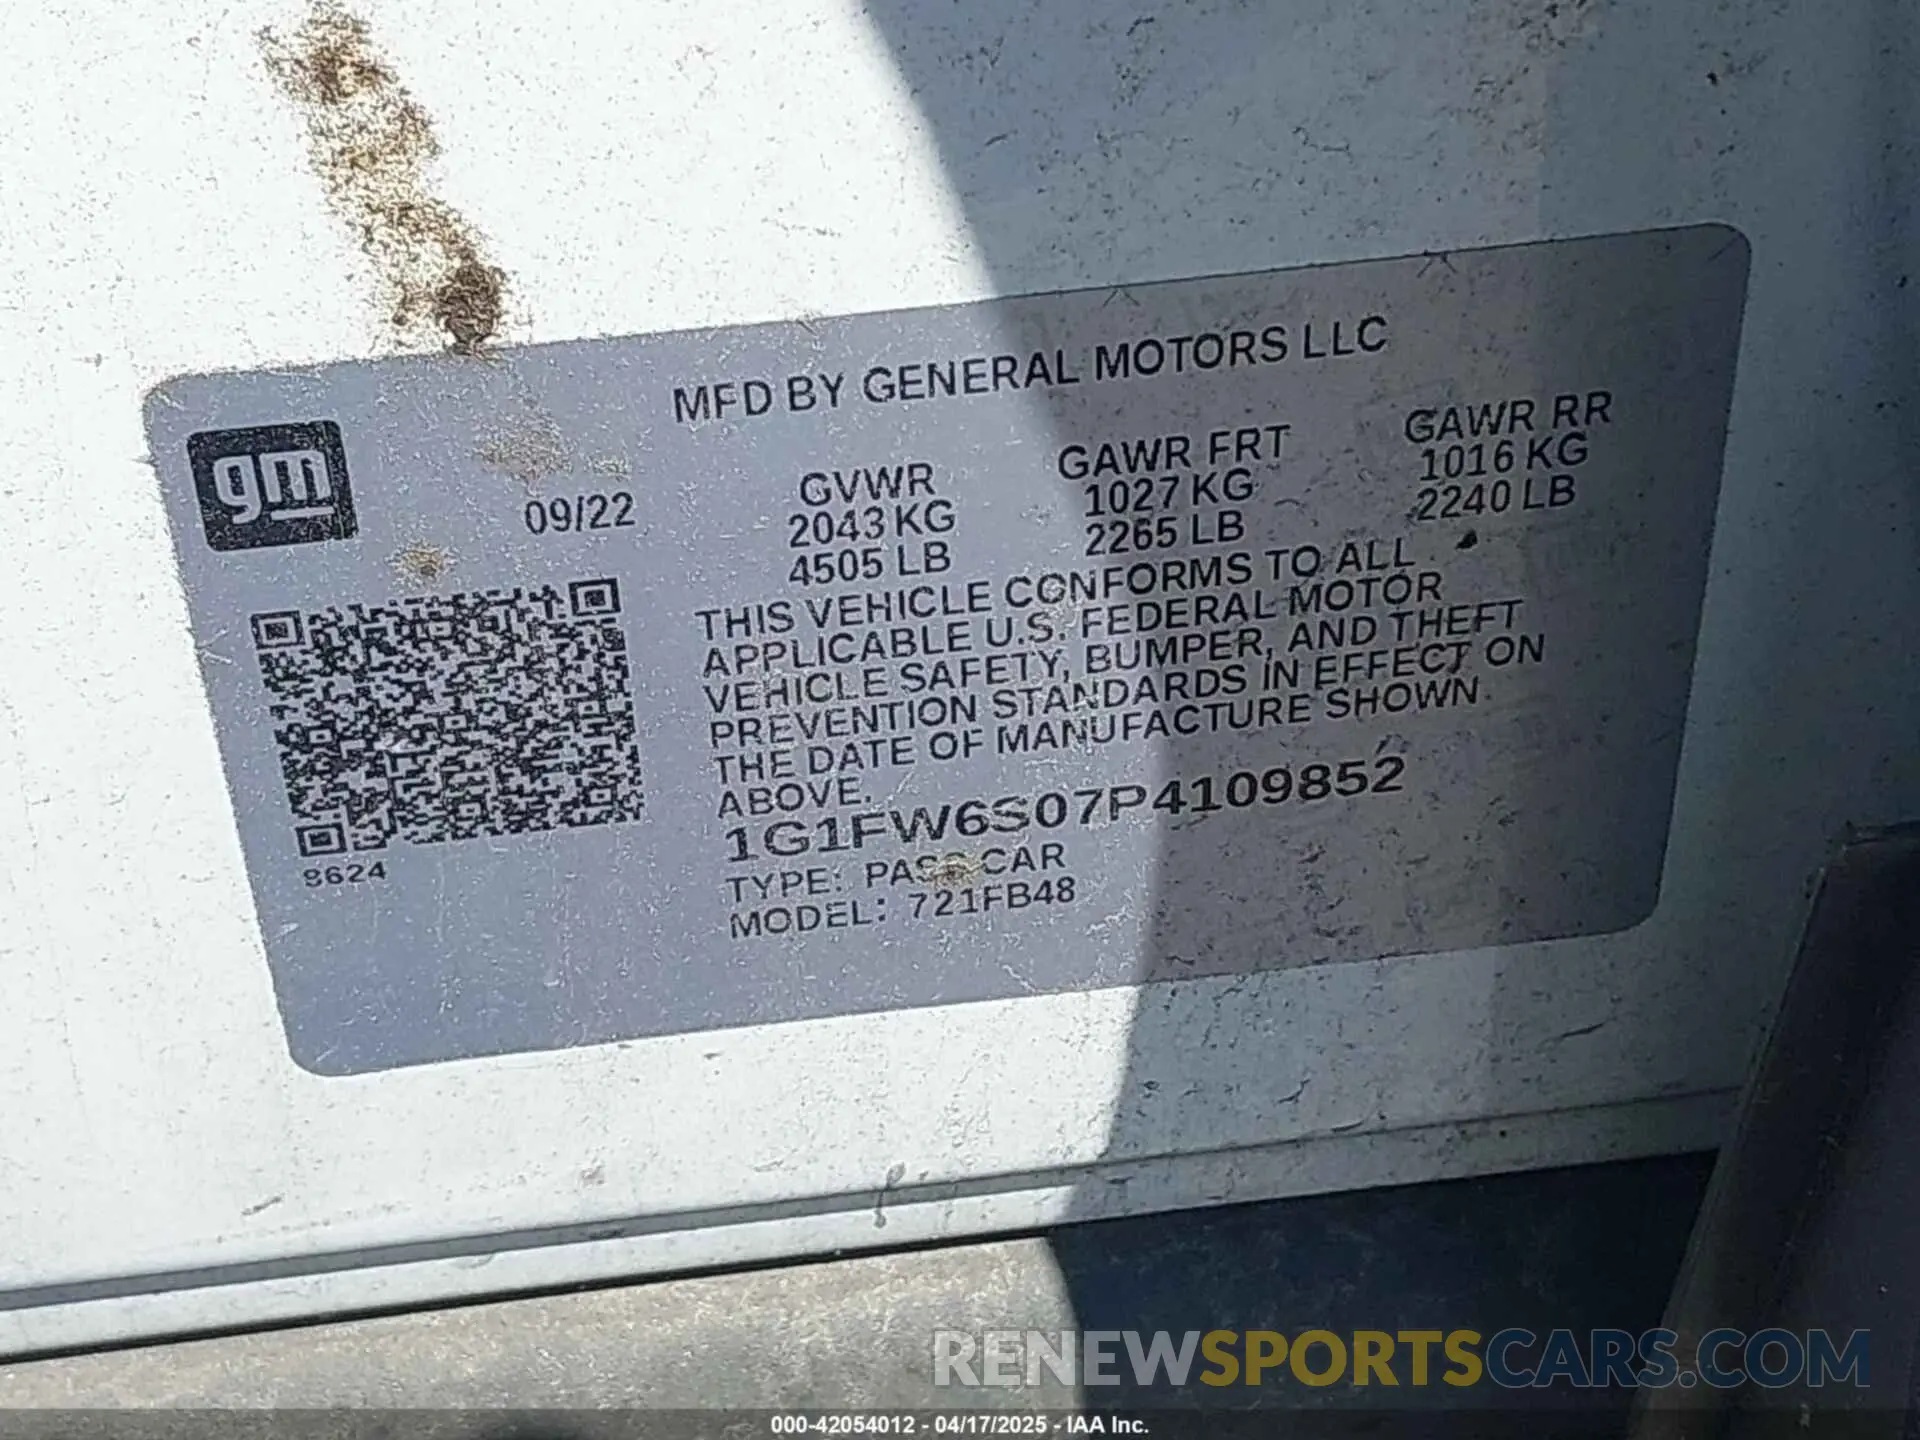 MFD BY GENERAL MOTORS LLC
gm
09/22
GVWR
2043 KG
4505 LB
GAWR FRT
1027 KG
2265 LB
GAWR RR
1016 KG
2240 LB
THIS VEHICLE CONFORMS TO ALL
APPLICABLE U.S. FEDERAL MOTOR
VEHICLE SAFETY, BUMPER, AND THEFT
PREVENTION STANDARDS IN EFFECT ON
THE DATE OF MANUFACTURE SHOWN
ABOVE.
1G1FW6S07P4109852
TYPE: PASS CAR
MODEL: 721FB48
8624
RENEWSPORTSCARS.COM
000-42054012 - 04/17/2025 - IAA Inc.